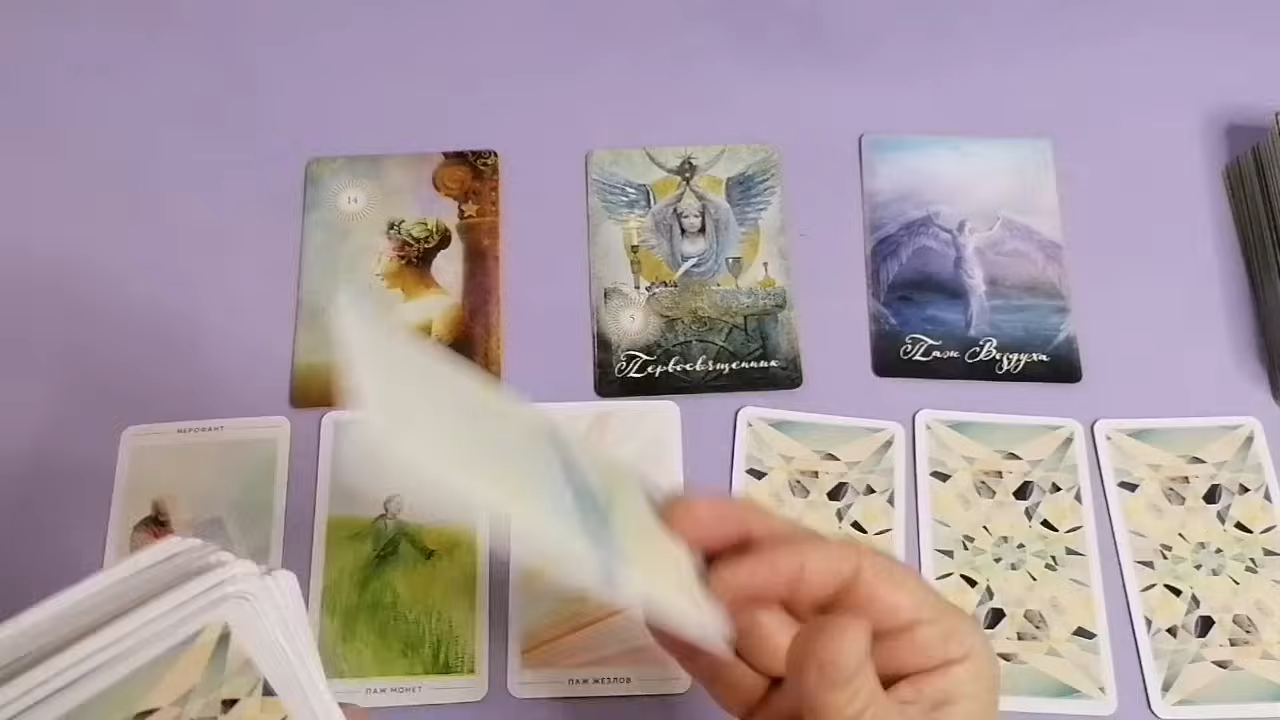 14
5
Первосвященник
Паж Воздуха
ИЕРОФАНТ
ПАЖ МОНЕТ
ПАЖ ЖЕЗЛОВ